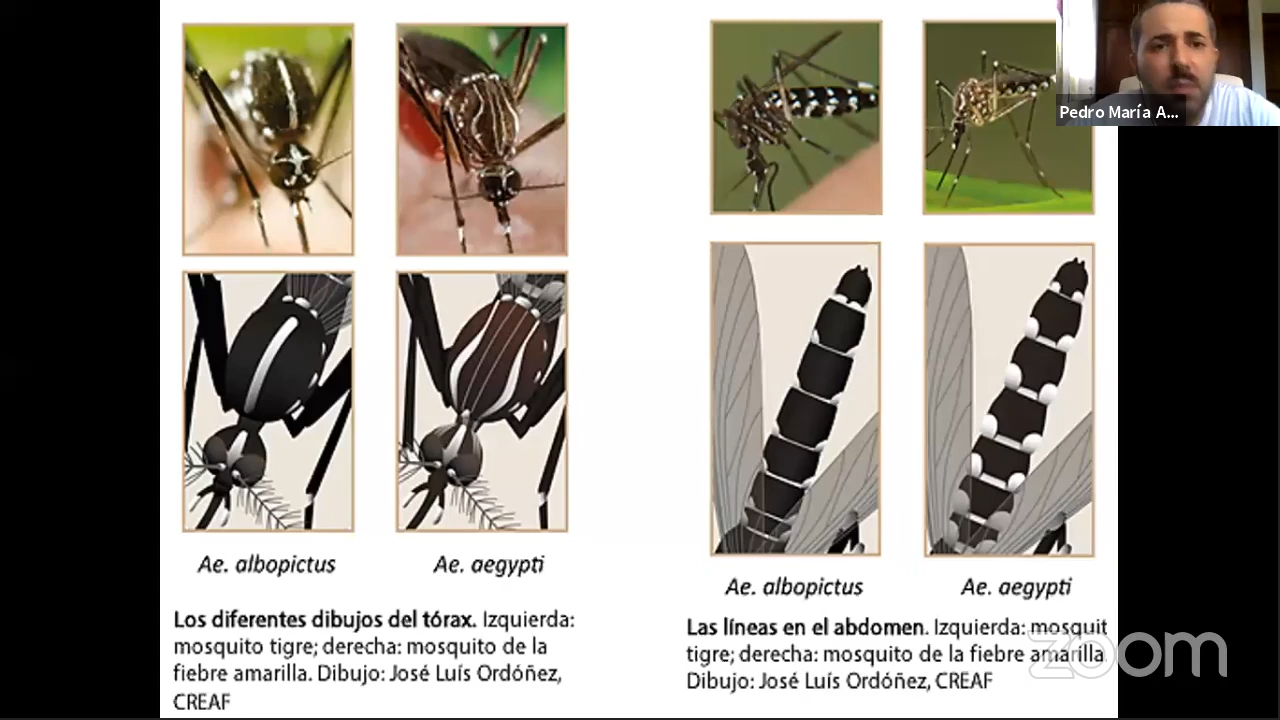 Pedro María A...
Ae. albopictus
Ae. aegypti
Los diferentes dibujos del tórax. Izquierda:
mosquito tigre; derecha: mosquito de la
fiebre amarilla. Dibujo: José Luís Ordóñez,
CREAF
Ae. albopictus
Ae. aegypti
Las líneas en el abdomen. Izquierda: mosquit
tigre; derecha: mosquito de la fiebre amarilla.
Dibujo: José Luís Ordóñez, CREAF
zoom